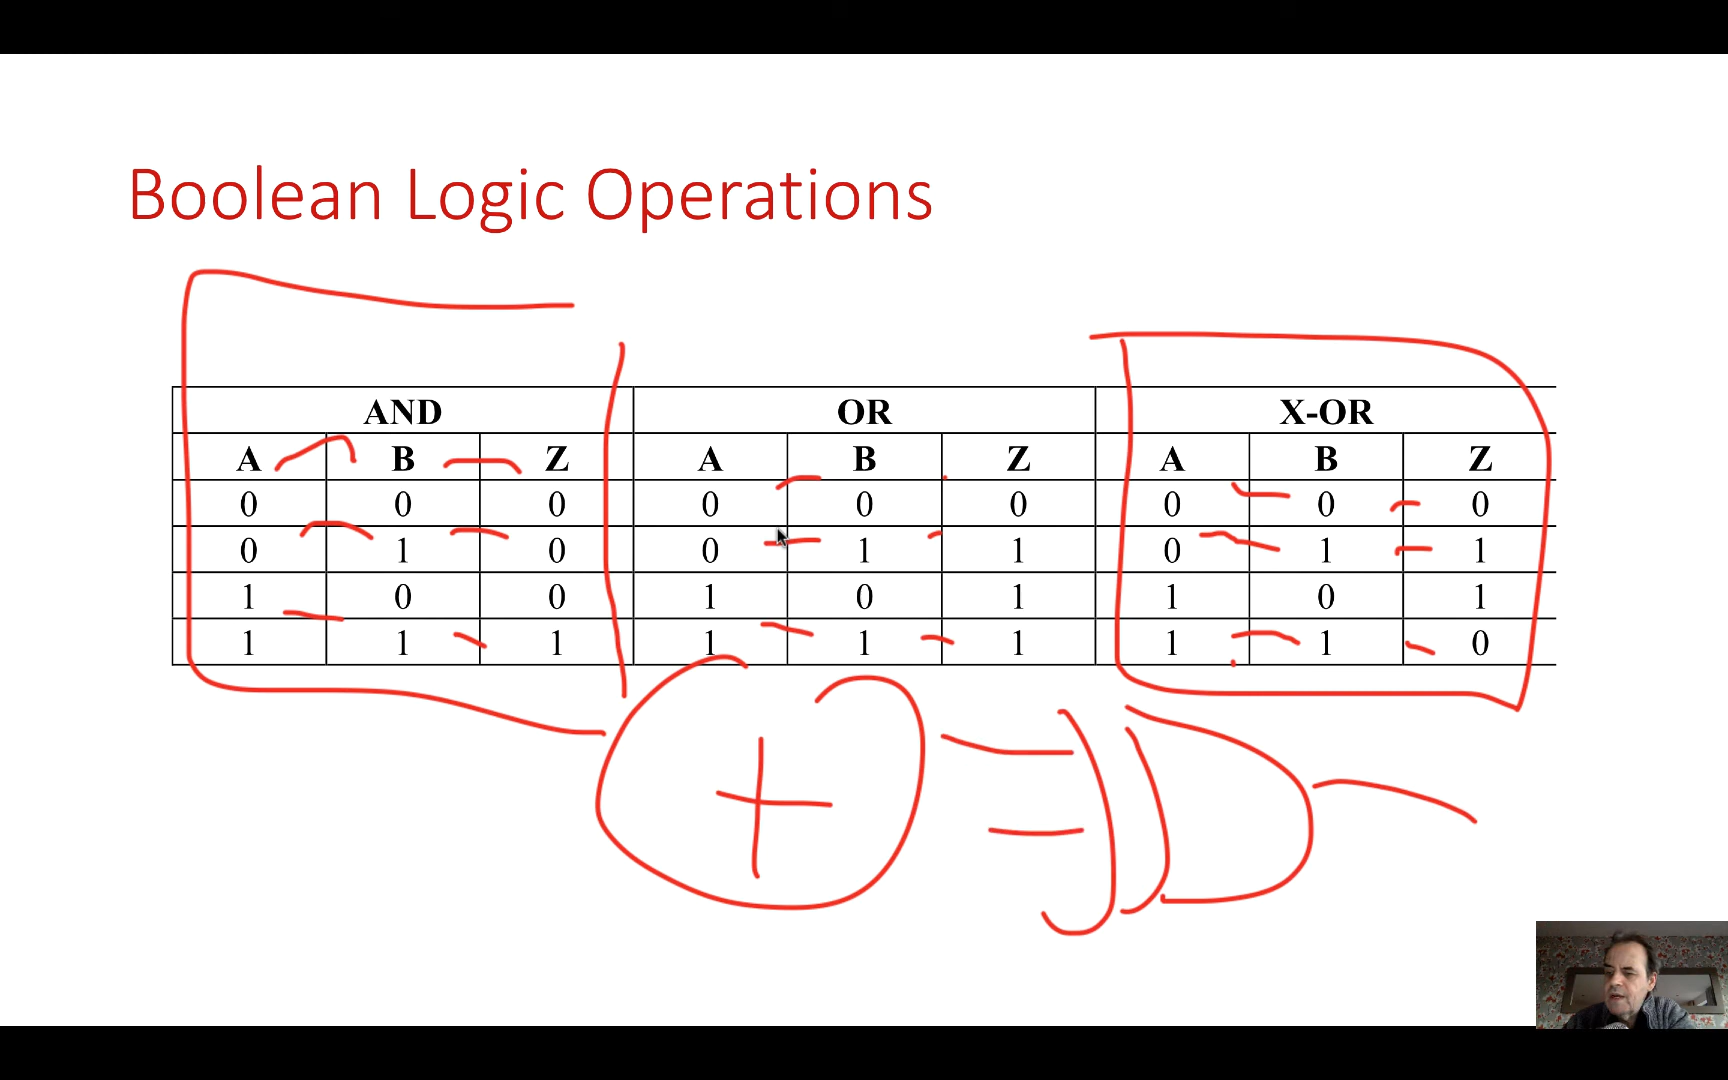 Boolean Logic Operations
AND OR X-OR
A B Z A B Z A B Z
0 0 0 0 0 0 0 0 0
0 1 0 0 1 1 0 1 1
1 0 0 1 0 1 1 0 1
1 1 1 1 1 1 1 1 0